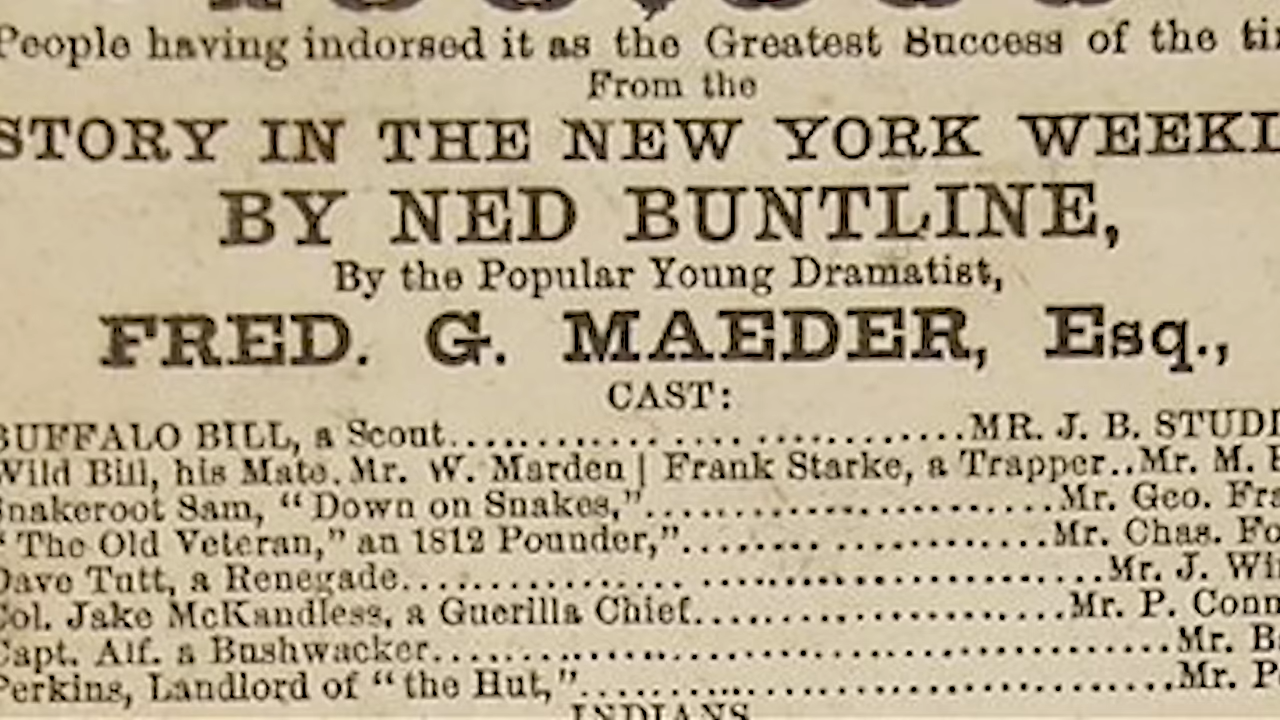 People having indorsed it as the Greatest Success of the
From the
STORY IN THE NEW YORK WEEKL
BY NED BUNTLINE,
By the Popular Young Dramatist,
FRED. G. MAEDER, Esq.,
CAST:
BUFFALO BILL, a Scout..........................MR. J. B. STUDL
Wild Bill, his Mate. Mr. W. Marden | Frank Starke, a Trapper..Mr. M.
Snakeroot Sam, "Down on Snakes,"..........................Mr. Geo. Fra
"The Old Veteran," an 1812 Pounder,"..........................Mr. Chas. Fo
Dave Tutt, a Renegade..........................Mr. J. Win
Col. Jake McKandless, a Guerilla Chief..........................Mr. P. Conn
Capt. Alf. a Bushwacker..........................Mr. B
Perkins, Landlord of "the Hut,"..........................Mr. P
INDIANS